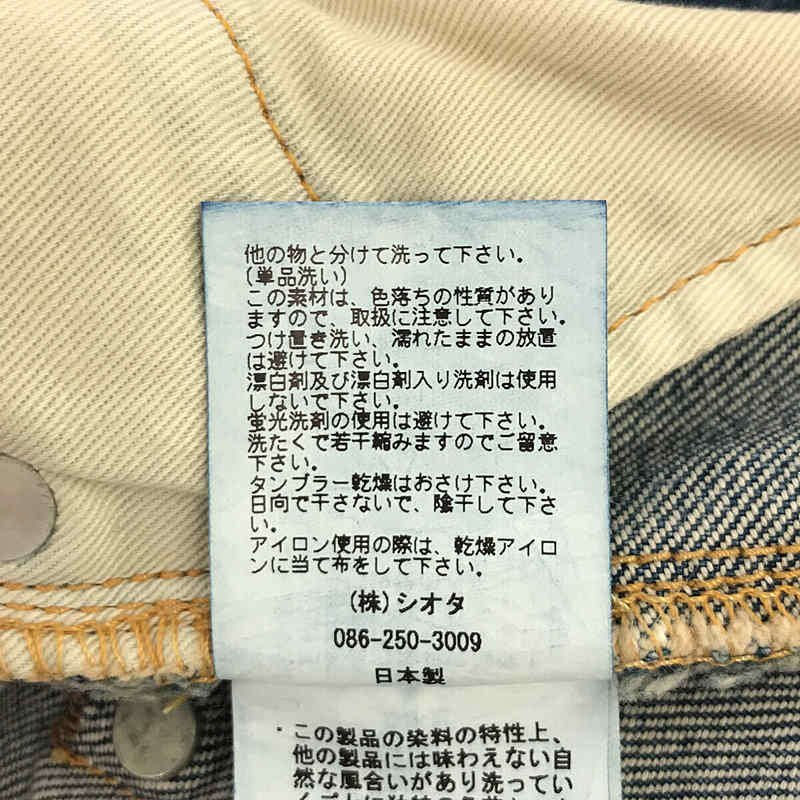 他の物と分けて洗って下さい。
(単品洗い)
この素材は、色落ちの性質があり
ますので、取扱に注意して下さい。
つけ置き洗い、濡れたままの放置
は避けて下さい。
漂白剤及び漂白剤入り洗剤は使用
しないで下さい。
蛍光洗剤の使用は避けて下さい。
洗たくで若干縮みますのでご留意
下さい。
タンブラー乾燥はおさけ下さい。
日向で干さないで、陰干して下さ
い。
アイロン使用の際は、乾燥アイロ
ンに当て布をして下さい。
(株)シオタ
086-250-3009
日本製
・この製品の染料の特性上、
他の製品には味わえない自
然な風合いがあり洗ってい